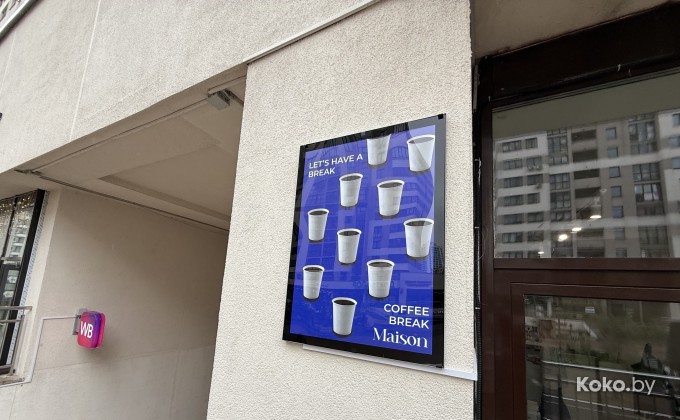 LET'S HAVE A
BREAK
COFFEE
BREAK
Maison
WB
Koko.by